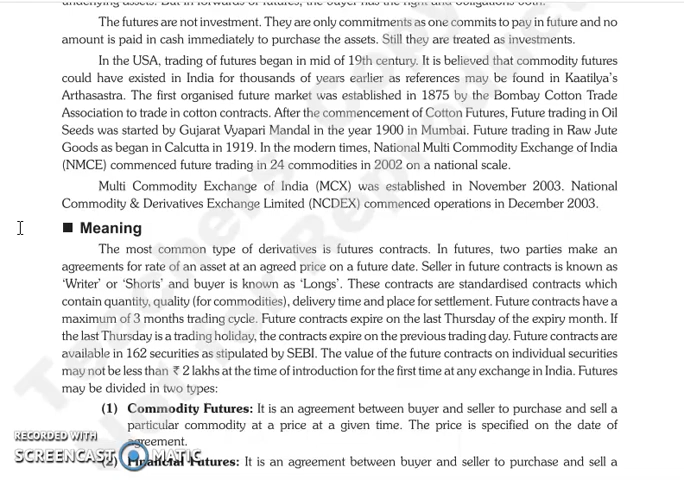 underlying assets. But in forwards or futures, the buyer has the right and obligations both.
The futures are not investment. They are only commitments as one commits to pay in future and no
amount is paid in cash immediately to purchase the assets. Still they are treated as investments.
In the USA, trading of futures began in mid of 19th century. It is believed that commodity futures
could have existed in India for thousands of years earlier as references may be found in Kaatilya's
Arthasastra. The first organised future market was established in 1875 by the Bombay Cotton Trade
Association to trade in cotton contracts. After the commencement of Cotton Futures, Future trading in Oil
Seeds was started by Gujarat Vyapari Mandal in the year 1900 in Mumbai. Future trading in Raw Jute
Goods as began in Calcutta in 1919. In the modern times, National Multi Commodity Exchange of India
(NMCE) commenced future trading in 24 commodities in 2002 on a national scale.
Multi Commodity Exchange of India (MCX) was established in November 2003. National
Commodity & Derivatives Exchange Limited (NCDEX) commenced operations in December 2003.
■ Meaning
The most common type of derivatives is futures contracts. In futures, two parties make an
agreements for rate of an asset at an agreed price on a future date. Seller in future contracts is known as
'Writer' or 'Shorts' and buyer is known as 'Longs'. These contracts are standardised contracts which
contain quantity, quality (for commodities), delivery time and place for settlement. Future contracts have a
maximum of 3 months trading cycle. Future contracts expire on the last Thursday of the expiry month. If
the last Thursday is a trading holiday, the contracts expire on the previous trading day. Future contracts are
available in 162 securities as stipulated by SEBI. The value of the future contracts on individual securities
may not be less than ₹ 2 lakhs at the time of introduction for the first time at any exchange in India. Futures
may be divided in two types:
(1) Commodity Futures: It is an agreement between buyer and seller to purchase and sell a
particular commodity at a price at a given time. The price is specified on the date of
agreement.
(2) Financial Futures: It is an agreement between buyer and seller to purchase and sell a
RECORDED WITH
SCREENCAST MATIC